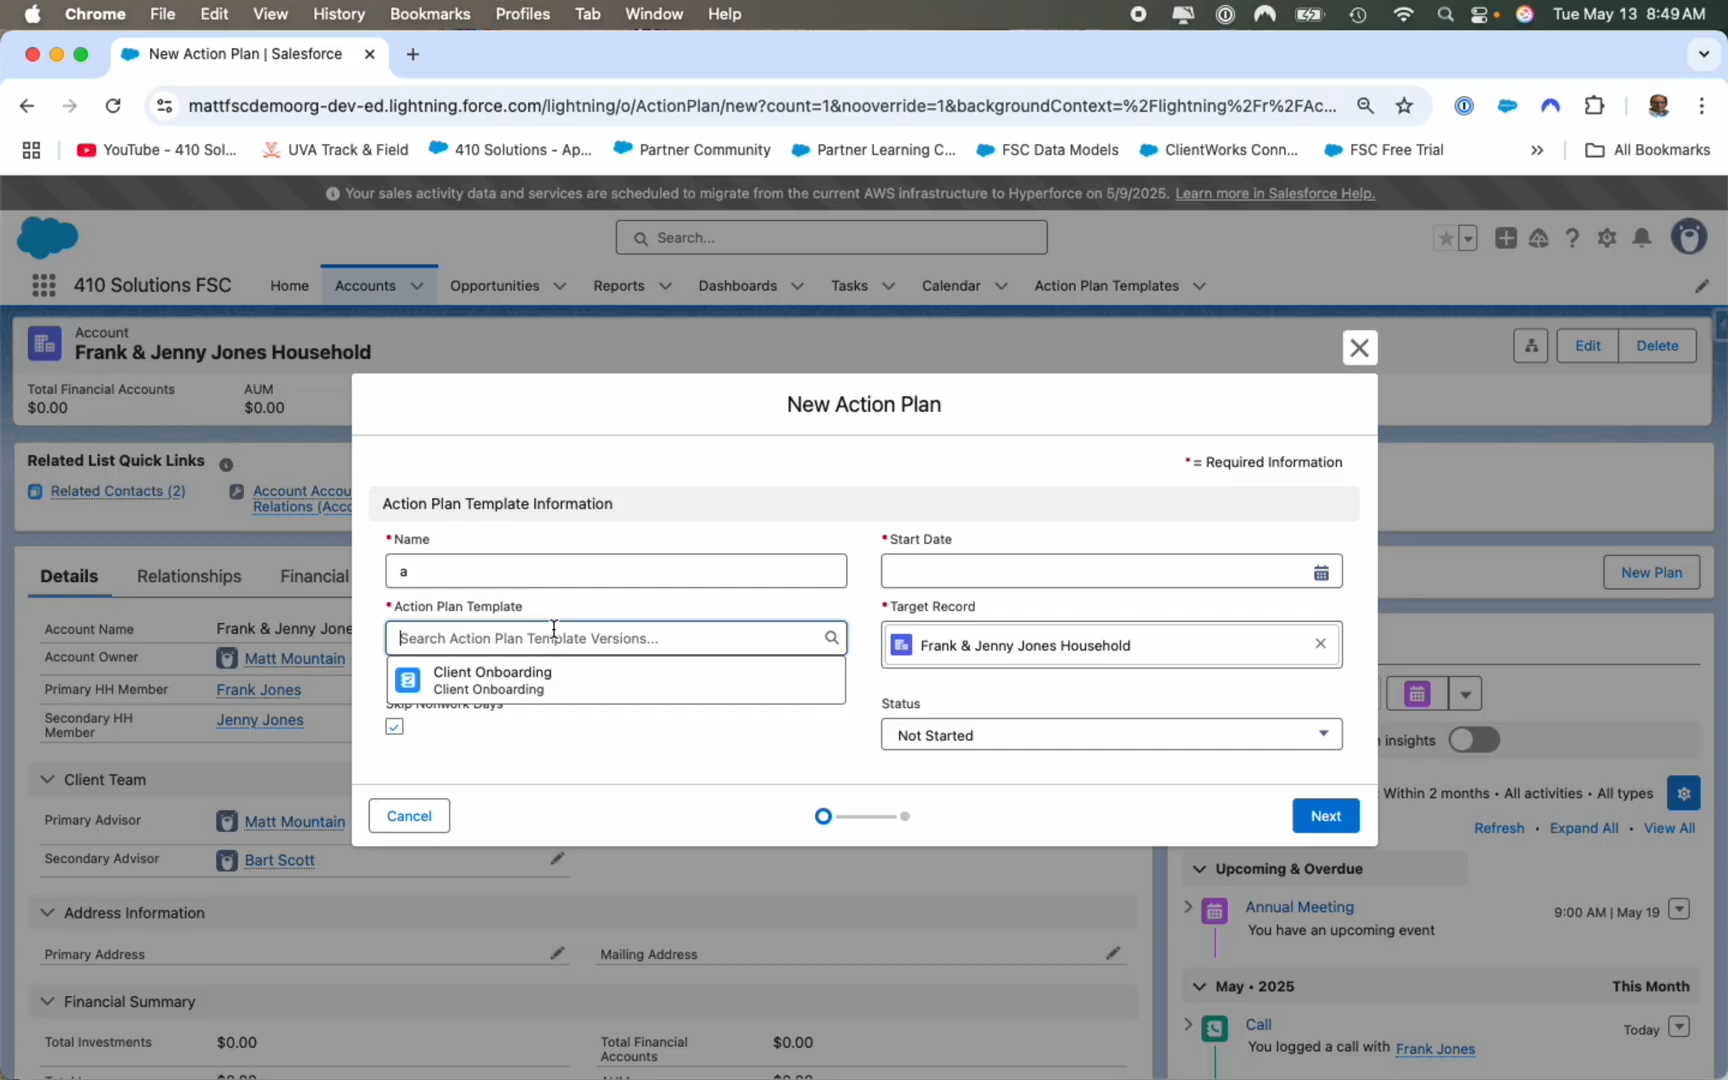 Chrome File Edit View History Bookmarks Profiles Tab Window Help Tue May 13 8:49 AM
New Action Plan | Salesforce
mattfscdemoorg-dev-ed.lightning.force.com/lightning/o/ActionPlan/new?count=1&nooverride=1&backgroundContext=%2Flightning%2Fr%2FAc...
YouTube - 410 Sol... UVA Track & Field 410 Solutions - Ap... Partner Community Partner Learning C... FSC Data Models ClientWorks Conn... FSC Free Trial » All Bookmarks
Your sales activity data and services are scheduled to migrate from the current AWS infrastructure to Hyperforce on 5/9/2025. Learn more in Salesforce Help.
Search...
410 Solutions FSC Home Accounts Opportunities Reports Dashboards Tasks Calendar Action Plan Templates
Account
Frank & Jenny Jones Household
Edit Delete
Total Financial Accounts AUM
$0.00 $0.00
New Action Plan
Related List Quick Links
Related Contacts (2) Account Accou
Relations (Acco
* = Required Information
Action Plan Template Information
* Name * Start Date
a
* Action Plan Template * Target Record
Search Action Plan Template Versions... Frank & Jenny Jones Household
Client Onboarding
Client Onboarding
Skip Nonwork Days Status
Not Started
Cancel Next
Details Relationships Financial New Plan
Account Name Frank & Jenny Jone
Account Owner Matt Mountain
Primary HH Member Frank Jones
Secondary HH Member Jenny Jones
insights
Client Team
Primary Advisor Matt Mountain
Secondary Advisor Bart Scott
Address Information
Primary Address Mailing Address
Financial Summary
Total Investments $0.00 Total Financial Accounts $0.00
Within 2 months • All activities • All types
Refresh • Expand All • View All
Upcoming & Overdue
Annual Meeting 9:00 AM | May 19
You have an upcoming event
May • 2025 This Month
Call Today
You logged a call with Frank Jones